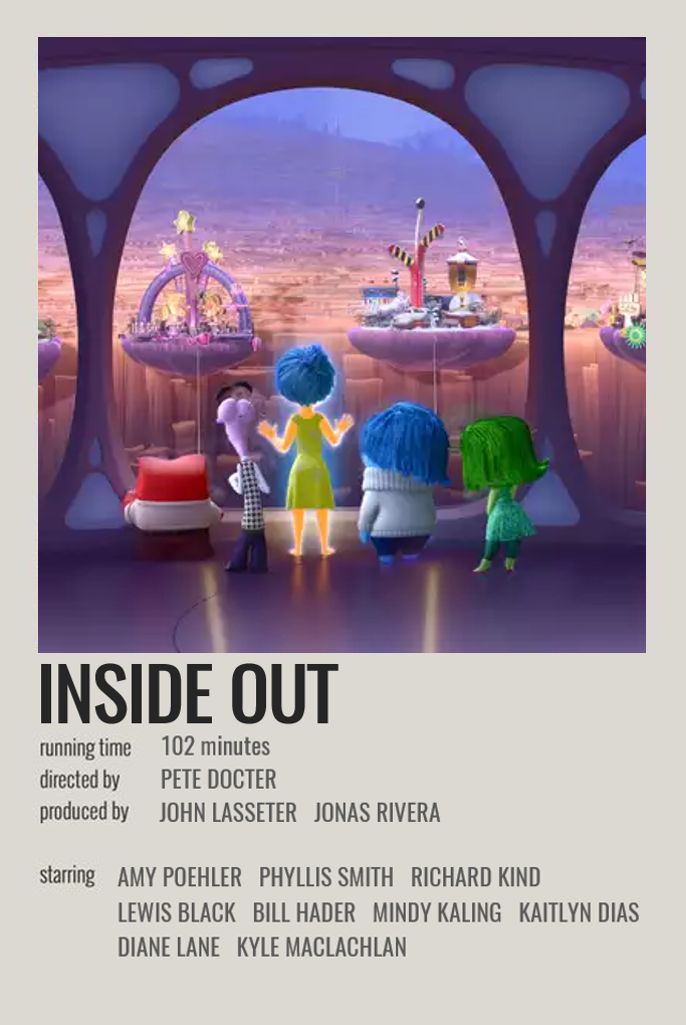 INSIDE OUT
running time 102 minutes
directed by PETE DOCTER
produced by JOHN LASSETER JONAS RIVERA
starring AMY POEHLER PHYLLIS SMITH RICHARD KIND
LEWIS BLACK BILL HADER MINDY KALING KAITLYN DIAS
DIANE LANE KYLE MACLACHLAN